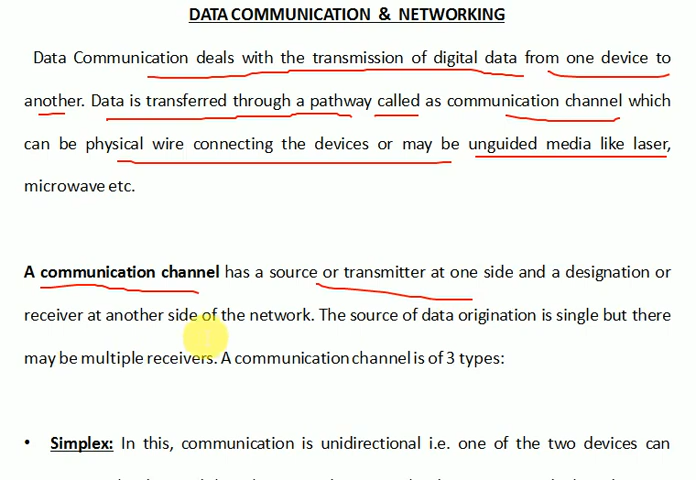 DATA COMMUNICATION & NETWORKING
Data Communication deals with the transmission of digital data from one device to
another. Data is transferred through a pathway called as communication channel which
can be physical wire connecting the devices or may be unguided media like laser,
microwave etc.
A communication channel has a source or transmitter at one side and a designation or
receiver at another side of the network. The source of data origination is single but there
may be multiple receivers. A communication channel is of 3 types:
• Simplex: In this, communication is unidirectional i.e. one of the two devices can